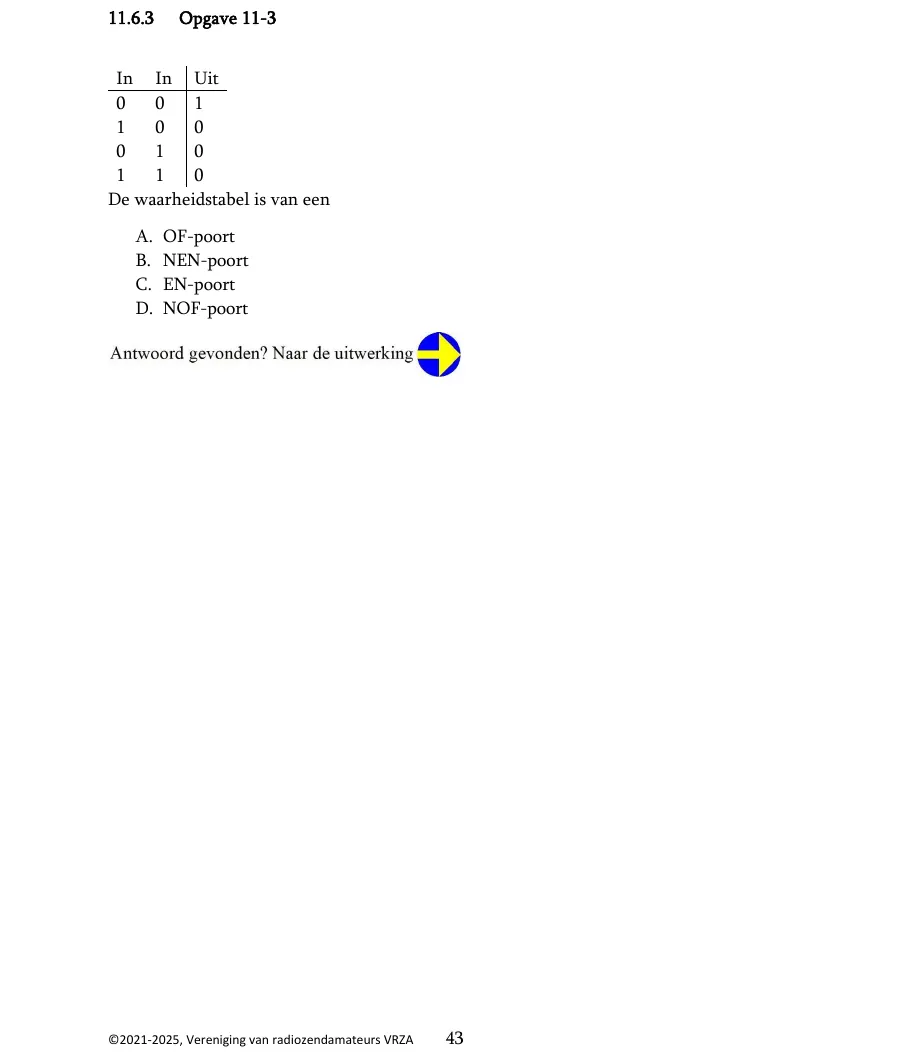 11.6.3 Opgave 11-3
In In Uit
0 0 1
1 0 0
0 1 0
1 1 0
De waarheidstabel is van een
A. OF-poort
B. NEN-poort
C. EN-poort
D. NOF-poort
Antwoord gevonden? Naar de uitwerking
©2021-2025, Vereniging van radiozendamateurs VRZA 43